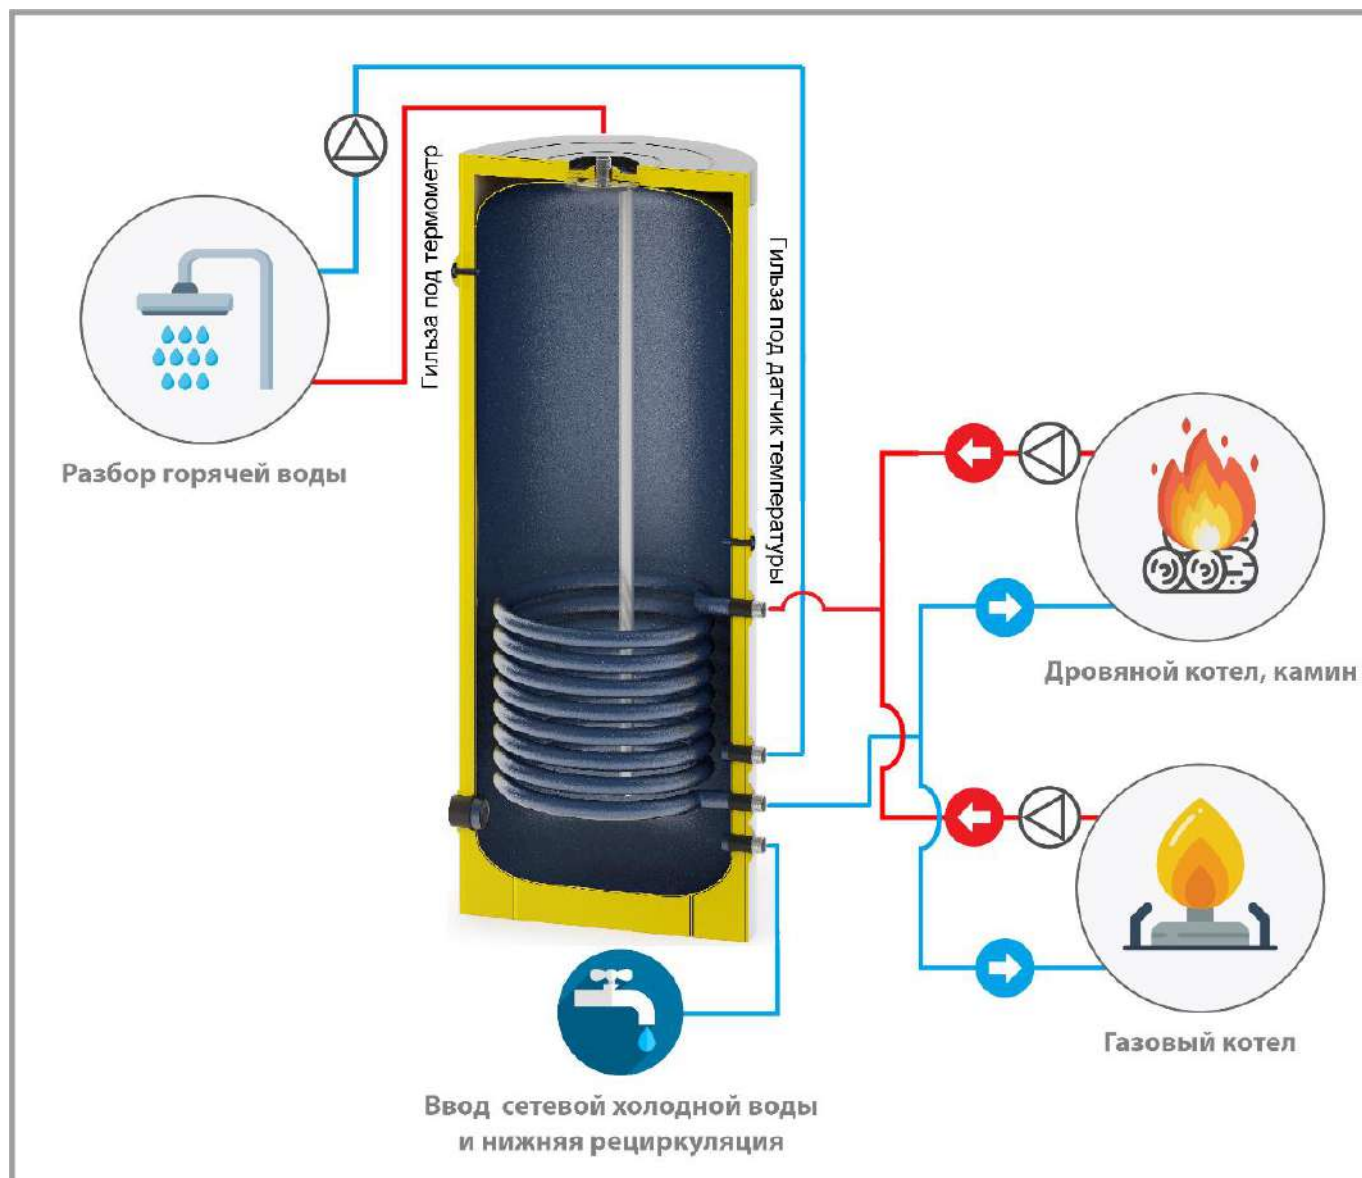 Гильза под термометр
Гильза под датчик температуры
Разбор горячей воды
Дровяной котел, камин
Газовый котел
Ввод сетевой холодной воды
и нижняя рециркуляция